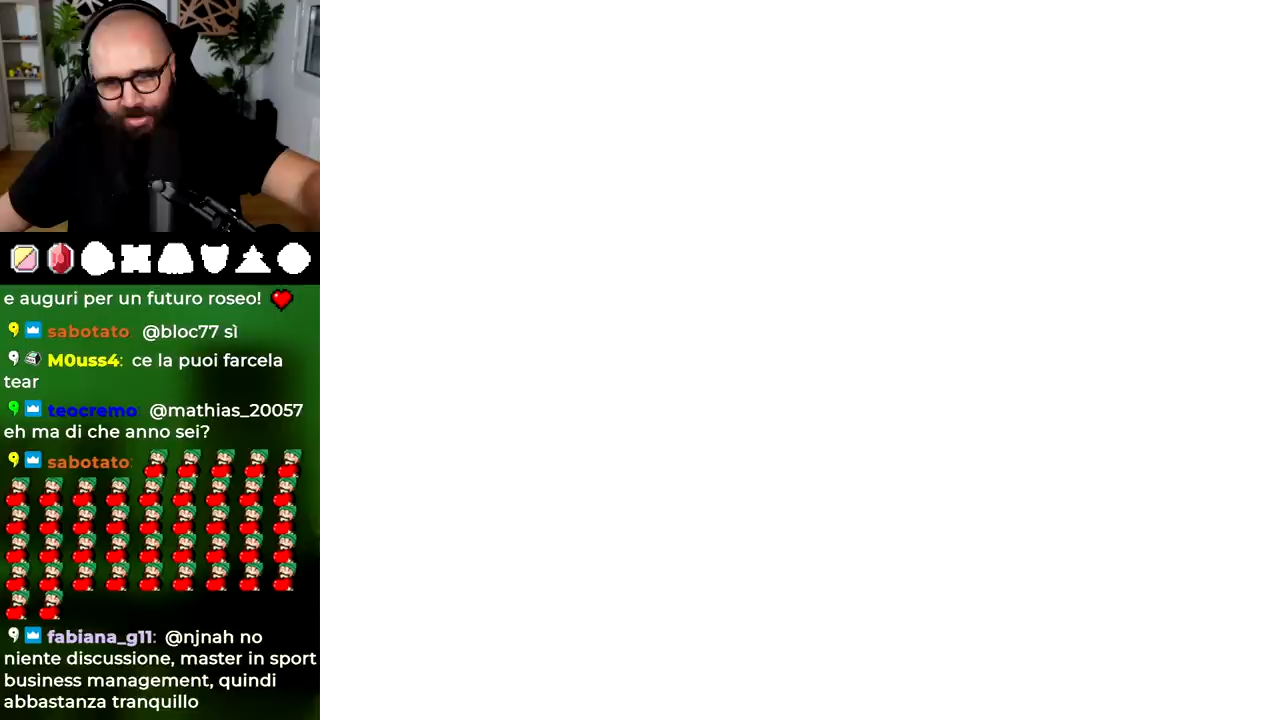 e auguri per un futuro roseo!
sabotato: @bloc77 sì
M0uss4: ce la puoi farcela
tear
teocremo: @mathias_20057
eh ma di che anno sei?
sabotato:
fabiana_g11: @njnah no
niente discussione, master in sport
business management, quindi
abbastanza tranquillo